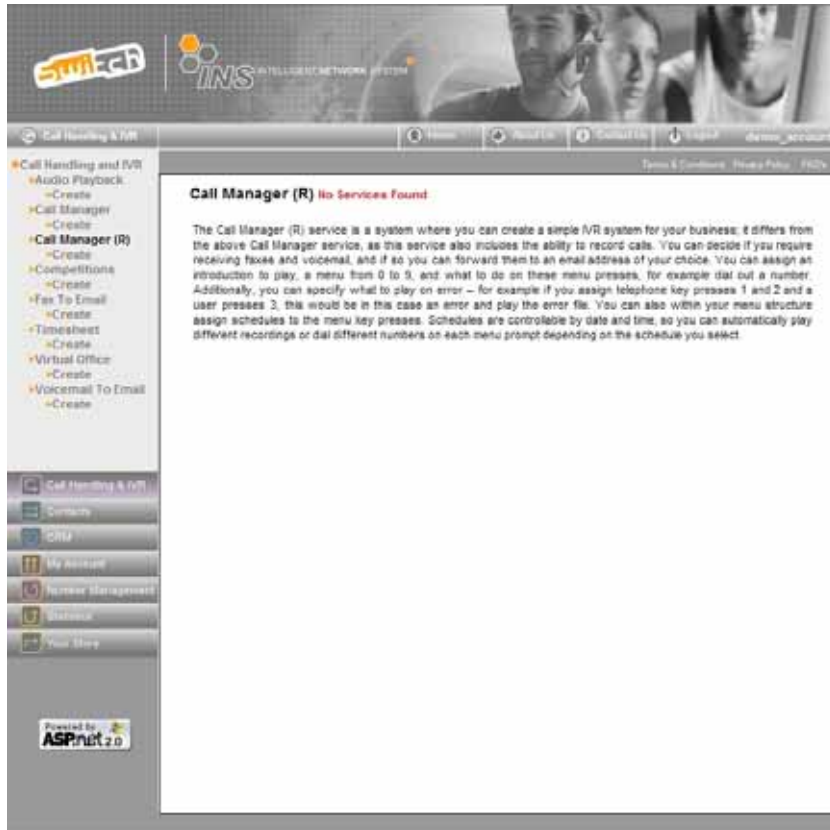 switch
INS INTELLIGENT NETWORK SYSTEM
Call Handling & IVR
Home
About Us
Contact Us
Logout
demo_account
Terms & Conditions Privacy Policy FAQ's
Call Handling and IVR
Audio Playback
Create
Call Manager
Create
Call Manager (R)
Create
Competitions
Create
Fax To Email
Create
Timesheet
Create
Virtual Office
Create
Voicemail To Email
Create
Call Manager (R) No Services Found
The Call Manager (R) service is a system where you can create a simple IVR system for your business; it differs from
the above Call Manager service, as this service also includes the ability to record calls. You can decide if you require
receiving faxes and voicemail, and if so you can forward them to an email address of your choice. You can assign an
introduction to play, a menu from 0 to 9, and what to do on these menu presses, for example dial out a number.
Additionally, you can specify what to play on error – for example if you assign telephone key presses 1 and 2 and a
user presses 3, this would be in this case an error and play the error file. You can also within your menu structure
assign schedules to the menu key presses. Schedules are controllable by date and time, so you can automatically play
different recordings or dial different numbers on each menu prompt depending on the schedule you select.
Call Handling & IVR
Contacts
CRM
My Account
Number Management
Statistics
Your Store
Powered by
ASP.net 2.0